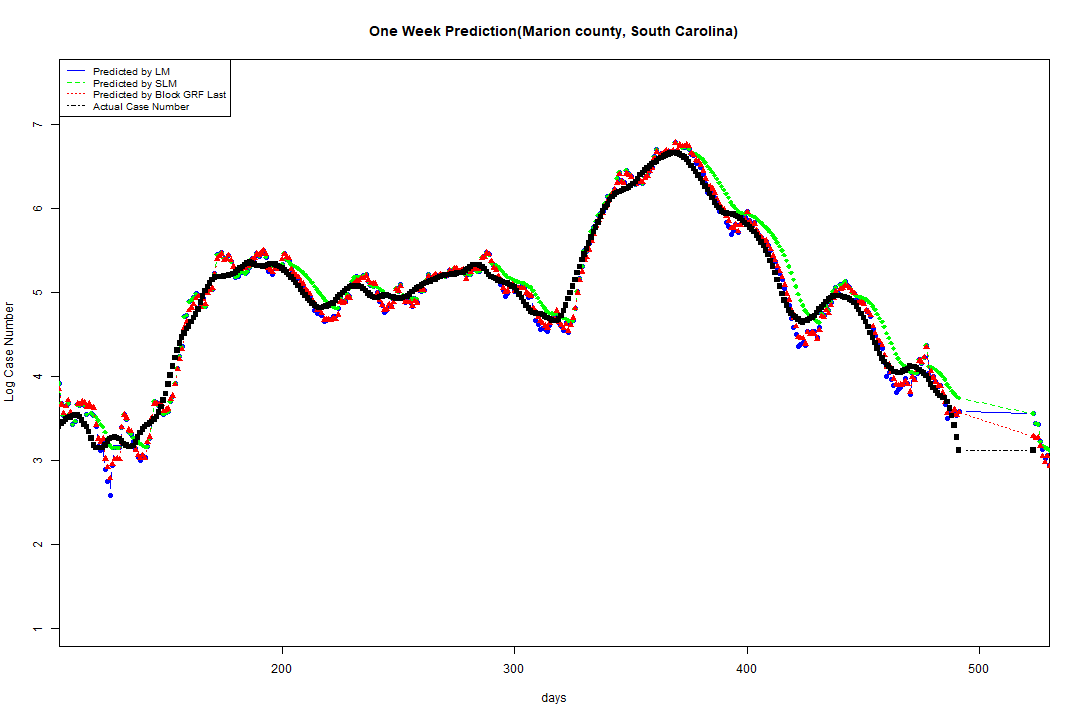 One Week Prediction(Marion county, South Carolina)
Predicted by LM
Predicted by SLM
Predicted by Block GRF Last
Actual Case Number
7
6
5
4
3
2
1
Log Case Number
200 300 400 500
days